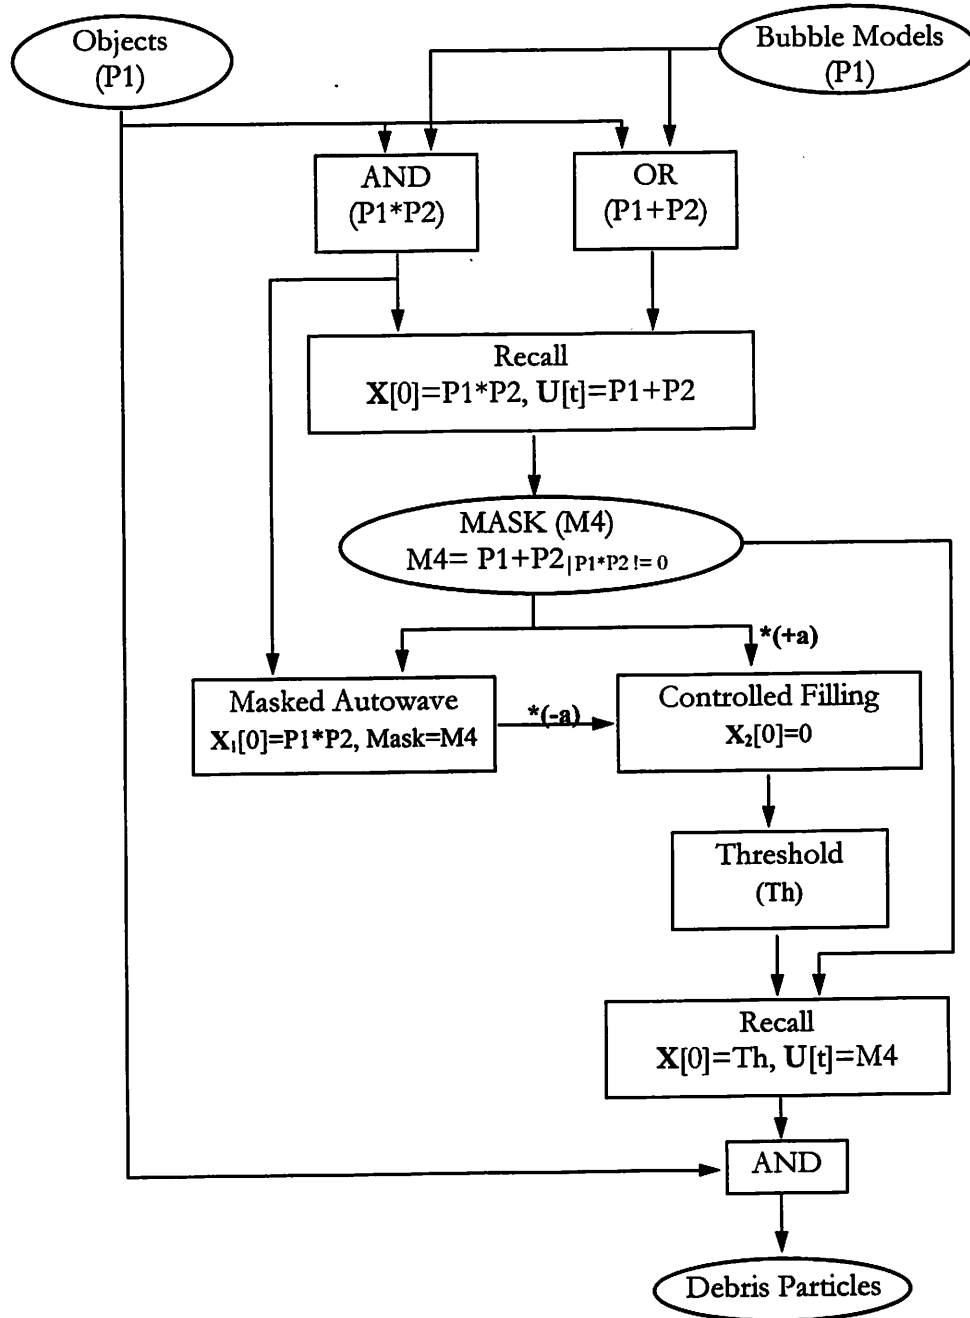 Objects
(P1)
Bubble Models
(P1)
AND
(P1*P2)
OR
(P1+P2)
Recall
X[0]=P1*P2, U[t]=P1+P2
MASK (M4)
M4= P1+P2|P1*P2 != 0
*(+a)
Masked Autowave
X1[0]=P1*P2, Mask=M4
*(-a)
Controlled Filling
X2[0]=0
Threshold
(Th)
Recall
X[0]=Th, U[t]=M4
AND
Debris Particles